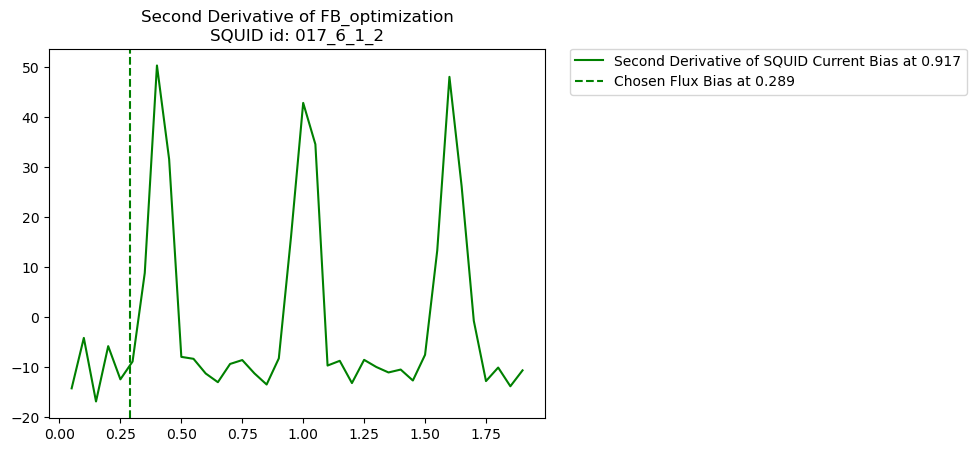 Second Derivative of FB_optimization
SQUID id: 017_6_1_2
Second Derivative of SQUID Current Bias at 0.917
Chosen Flux Bias at 0.289
50
40
30
20
10
0
−10
−20
0.00 0.25 0.50 0.75 1.00 1.25 1.50 1.75